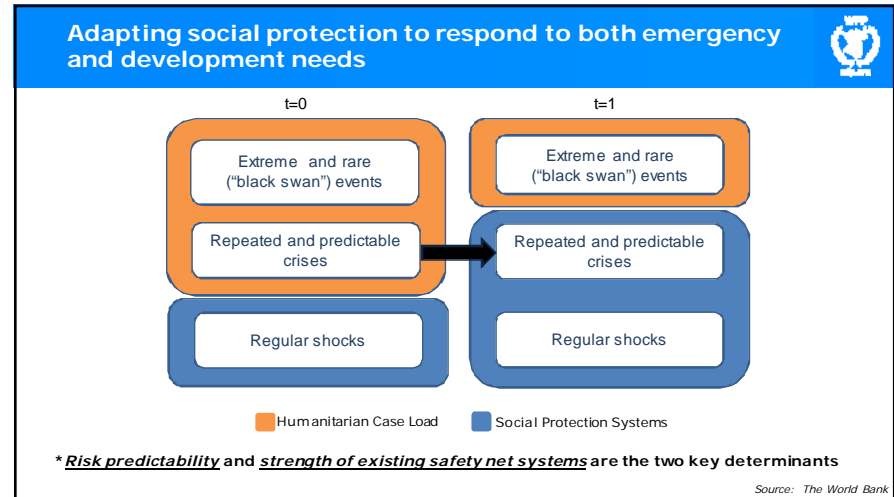 Adapting social protection to respond to both emergency
and development needs
WFP
t=0
t=1
Extreme and rare
(“black swan”) events
Extreme and rare
(“black swan”) events
Repeated and predictable
crises
Repeated and predictable
crises
Regular shocks
Regular shocks
Humanitarian Case Load
Social Protection Systems
*Risk predictability and strength of existing safety net systems are the two key determinants
Source: The World Bank